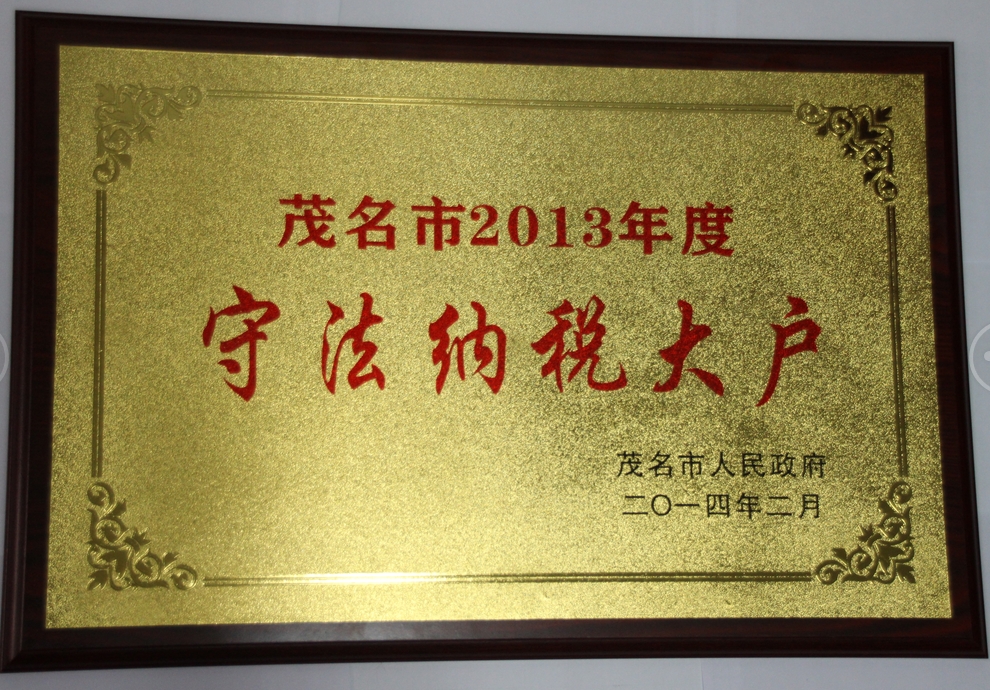 茂名市2013年度
守法纳税大户
茂名市人民政府
二〇一四年二月